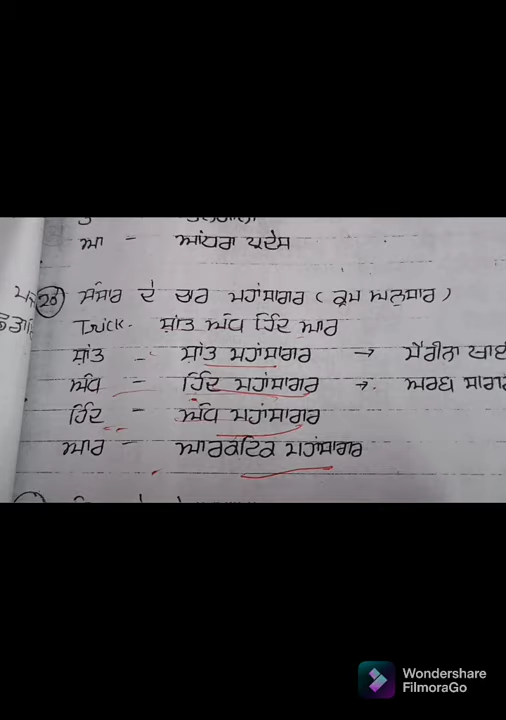 ਆ - ਆਂਧਰਾ ਪ੍ਰਦੇਸ
20 ਸੰਸਾਰ ਦੇ ਚਾਰ ਮਹਾਂਸਾਗਰ ( ਕ੍ਰਮ ਅਨੁਸਾਰ )
Trick. ਸ਼ਾਂਤ ਅੰਧ ਹਿੰਦ ਆਰ
ਸ਼ਾਂਤ - ਸ਼ਾਂਤ ਮਹਾਂਸਾਗਰ → ਮੈਰੀਨਾ ਖਾਈ
ਅੰਧ - ਹਿੰਦ ਮਹਾਂਸਾਗਰ → ਅਰਬ ਸਾਗਰ
ਹਿੰਦ - ਅੰਧ ਮਹਾਂਸਾਗਰ
ਆਰ - ਆਰਕਟਿਕ ਮਹਾਂਸਾਗਰ
Wondershare
FilmoraGo